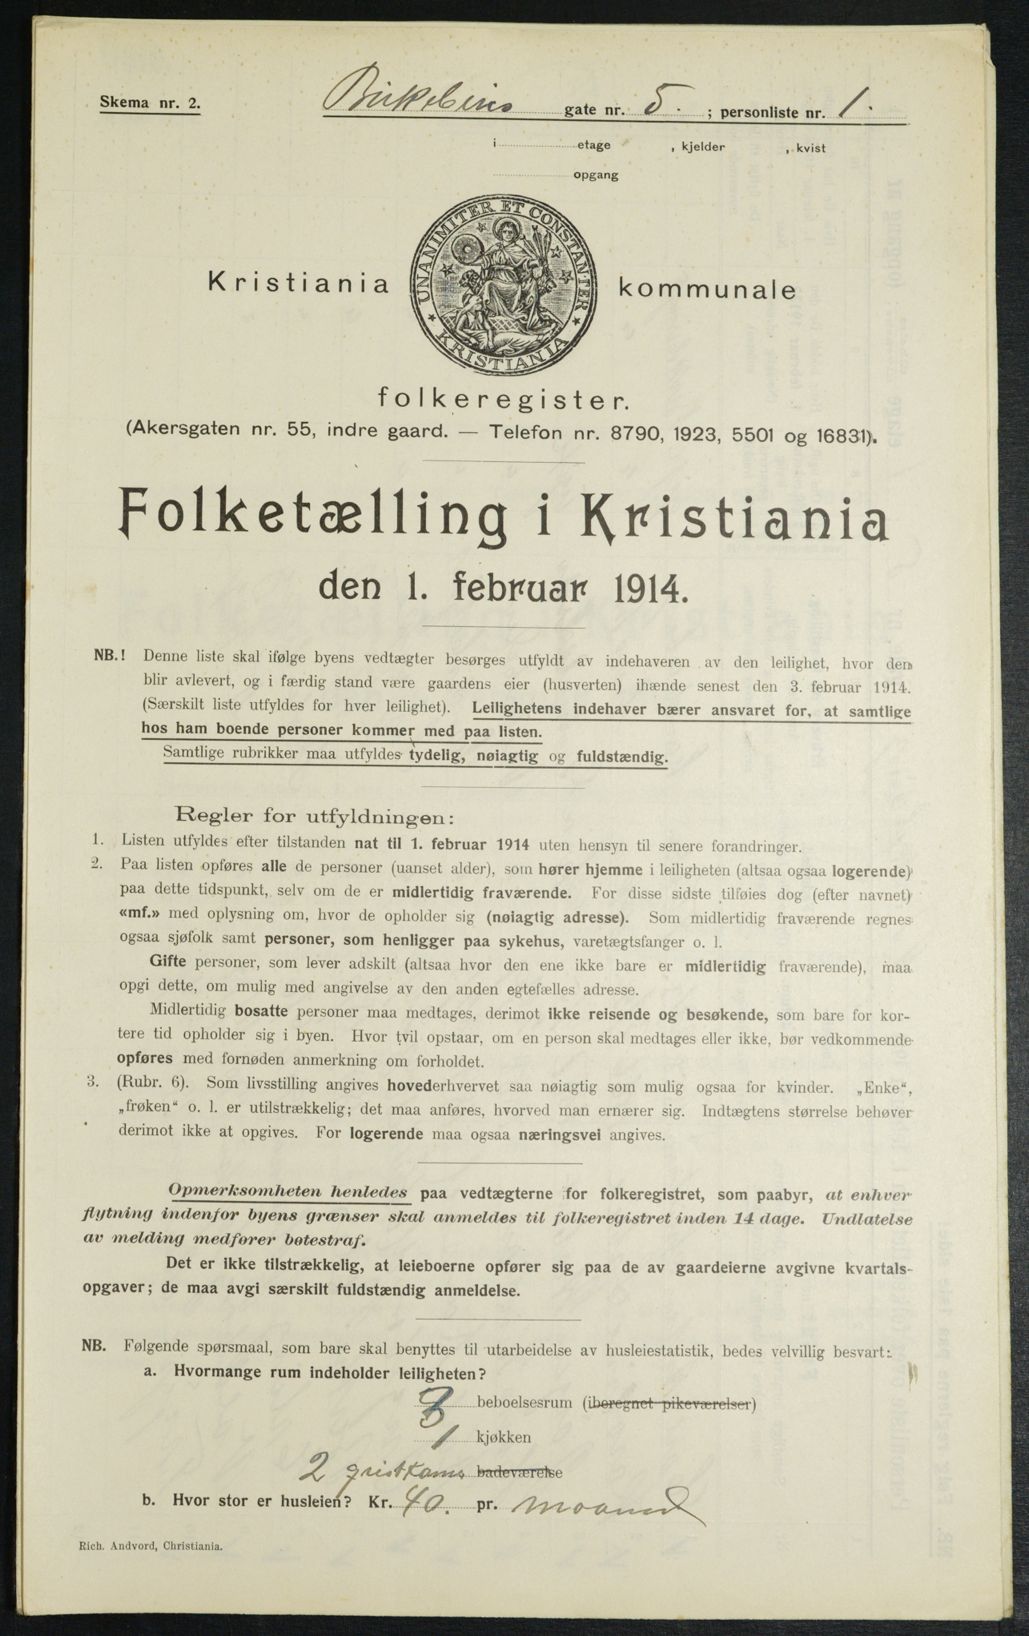 Skema nr. 2.
Birkebeins gate nr. 5. ; personliste nr. 1.
i etage , kjelder , kvist
opgang
UNANIMITER ET CONSTANTER * KRISTIANIA *
Kristiania kommunale
folkeregister.
(Akersgaten nr. 55, indre gaard. — Telefon nr. 8790, 1923, 5501 og 16831).
Folketælling i Kristiania
den 1. februar 1914.
NB.! Denne liste skal ifølge byens vedtægter besørges utfyldt av indehaveren av den leilighet, hvor den
blir avlevert, og i færdig stand være gaardens eier (husverten) ihænde senest den 3. februar 1914.
(Særskilt liste utfyldes for hver leilighet). Leilighetens indehaver bærer ansvaret for, at samtlige
hos ham boende personer kommer med paa listen.
Samtlige rubrikker maa utfyldes tydelig, nøiagtig og fuldstændig.
Regler for utfyldningen:
1. Listen utfyldes efter tilstanden nat til 1. februar 1914 uten hensyn til senere forandringer.
2. Paa listen opføres alle de personer (uanset alder), som hører hjemme i leiligheten (altsaa ogsaa logerende)
paa dette tidspunkt, selv om de er midlertidig fraværende. For disse sidste tilføies dog (efter navnet)
«mf.» med oplysning om, hvor de opholder sig (nøiagtig adresse). Som midlertidig fraværende regnes
ogsaa sjøfolk samt personer, som henligger paa sykehus, varetægtsfanger o. l.
Gifte personer, som lever adskilt (altsaa hvor den ene ikke bare er midlertidig fraværende), maa
opgi dette, om mulig med angivelse av den anden egtefælles adresse.
Midlertidig bosatte personer maa medtages, derimot ikke reisende og besøkende, som bare for kor-
tere tid opholder sig i byen. Hvor tvil opstaar, om en person skal medtages eller ikke, bør vedkommende
opføres med fornøden anmerkning om forholdet.
3. (Rubr. 6). Som livsstilling angives hovederhvervet saa nøiagtig som mulig ogsaa for kvinder. „Enke“,
„frøken“ o. l. er utilstrækkelig; det maa anføres, hvorved man ernærer sig. Indtægtens størrelse behøver
derimot ikke at opgives. For logerende maa ogsaa næringsvei angives.
Opmerksomheten henledes paa vedtægterne for folkeregistret, som paabyr, at enhver
flytning indenfor byens grænser skal anmeldes til folkeregistret inden 14 dage. Undlatelse
av melding medfører bøtestraf.
Det er ikke tilstrækkelig, at leieboerne opfører sig paa de av gaardeierne avgivne kvartals-
opgaver; de maa avgi særskilt fuldstændig anmeldelse.
NB. Følgende spørsmaal, som bare skal benyttes til utarbeidelse av husleiestatistik, bedes velvillig besvart:
a. Hvormange rum indeholder leiligheten?
3 beboelsesrum (iberegnet pikeværelser)
1 kjøkken
2 badeværelse
b. Hvor stor er husleien? Kr. 40. pr. Moaned
Rich. Andvord, Christiania.